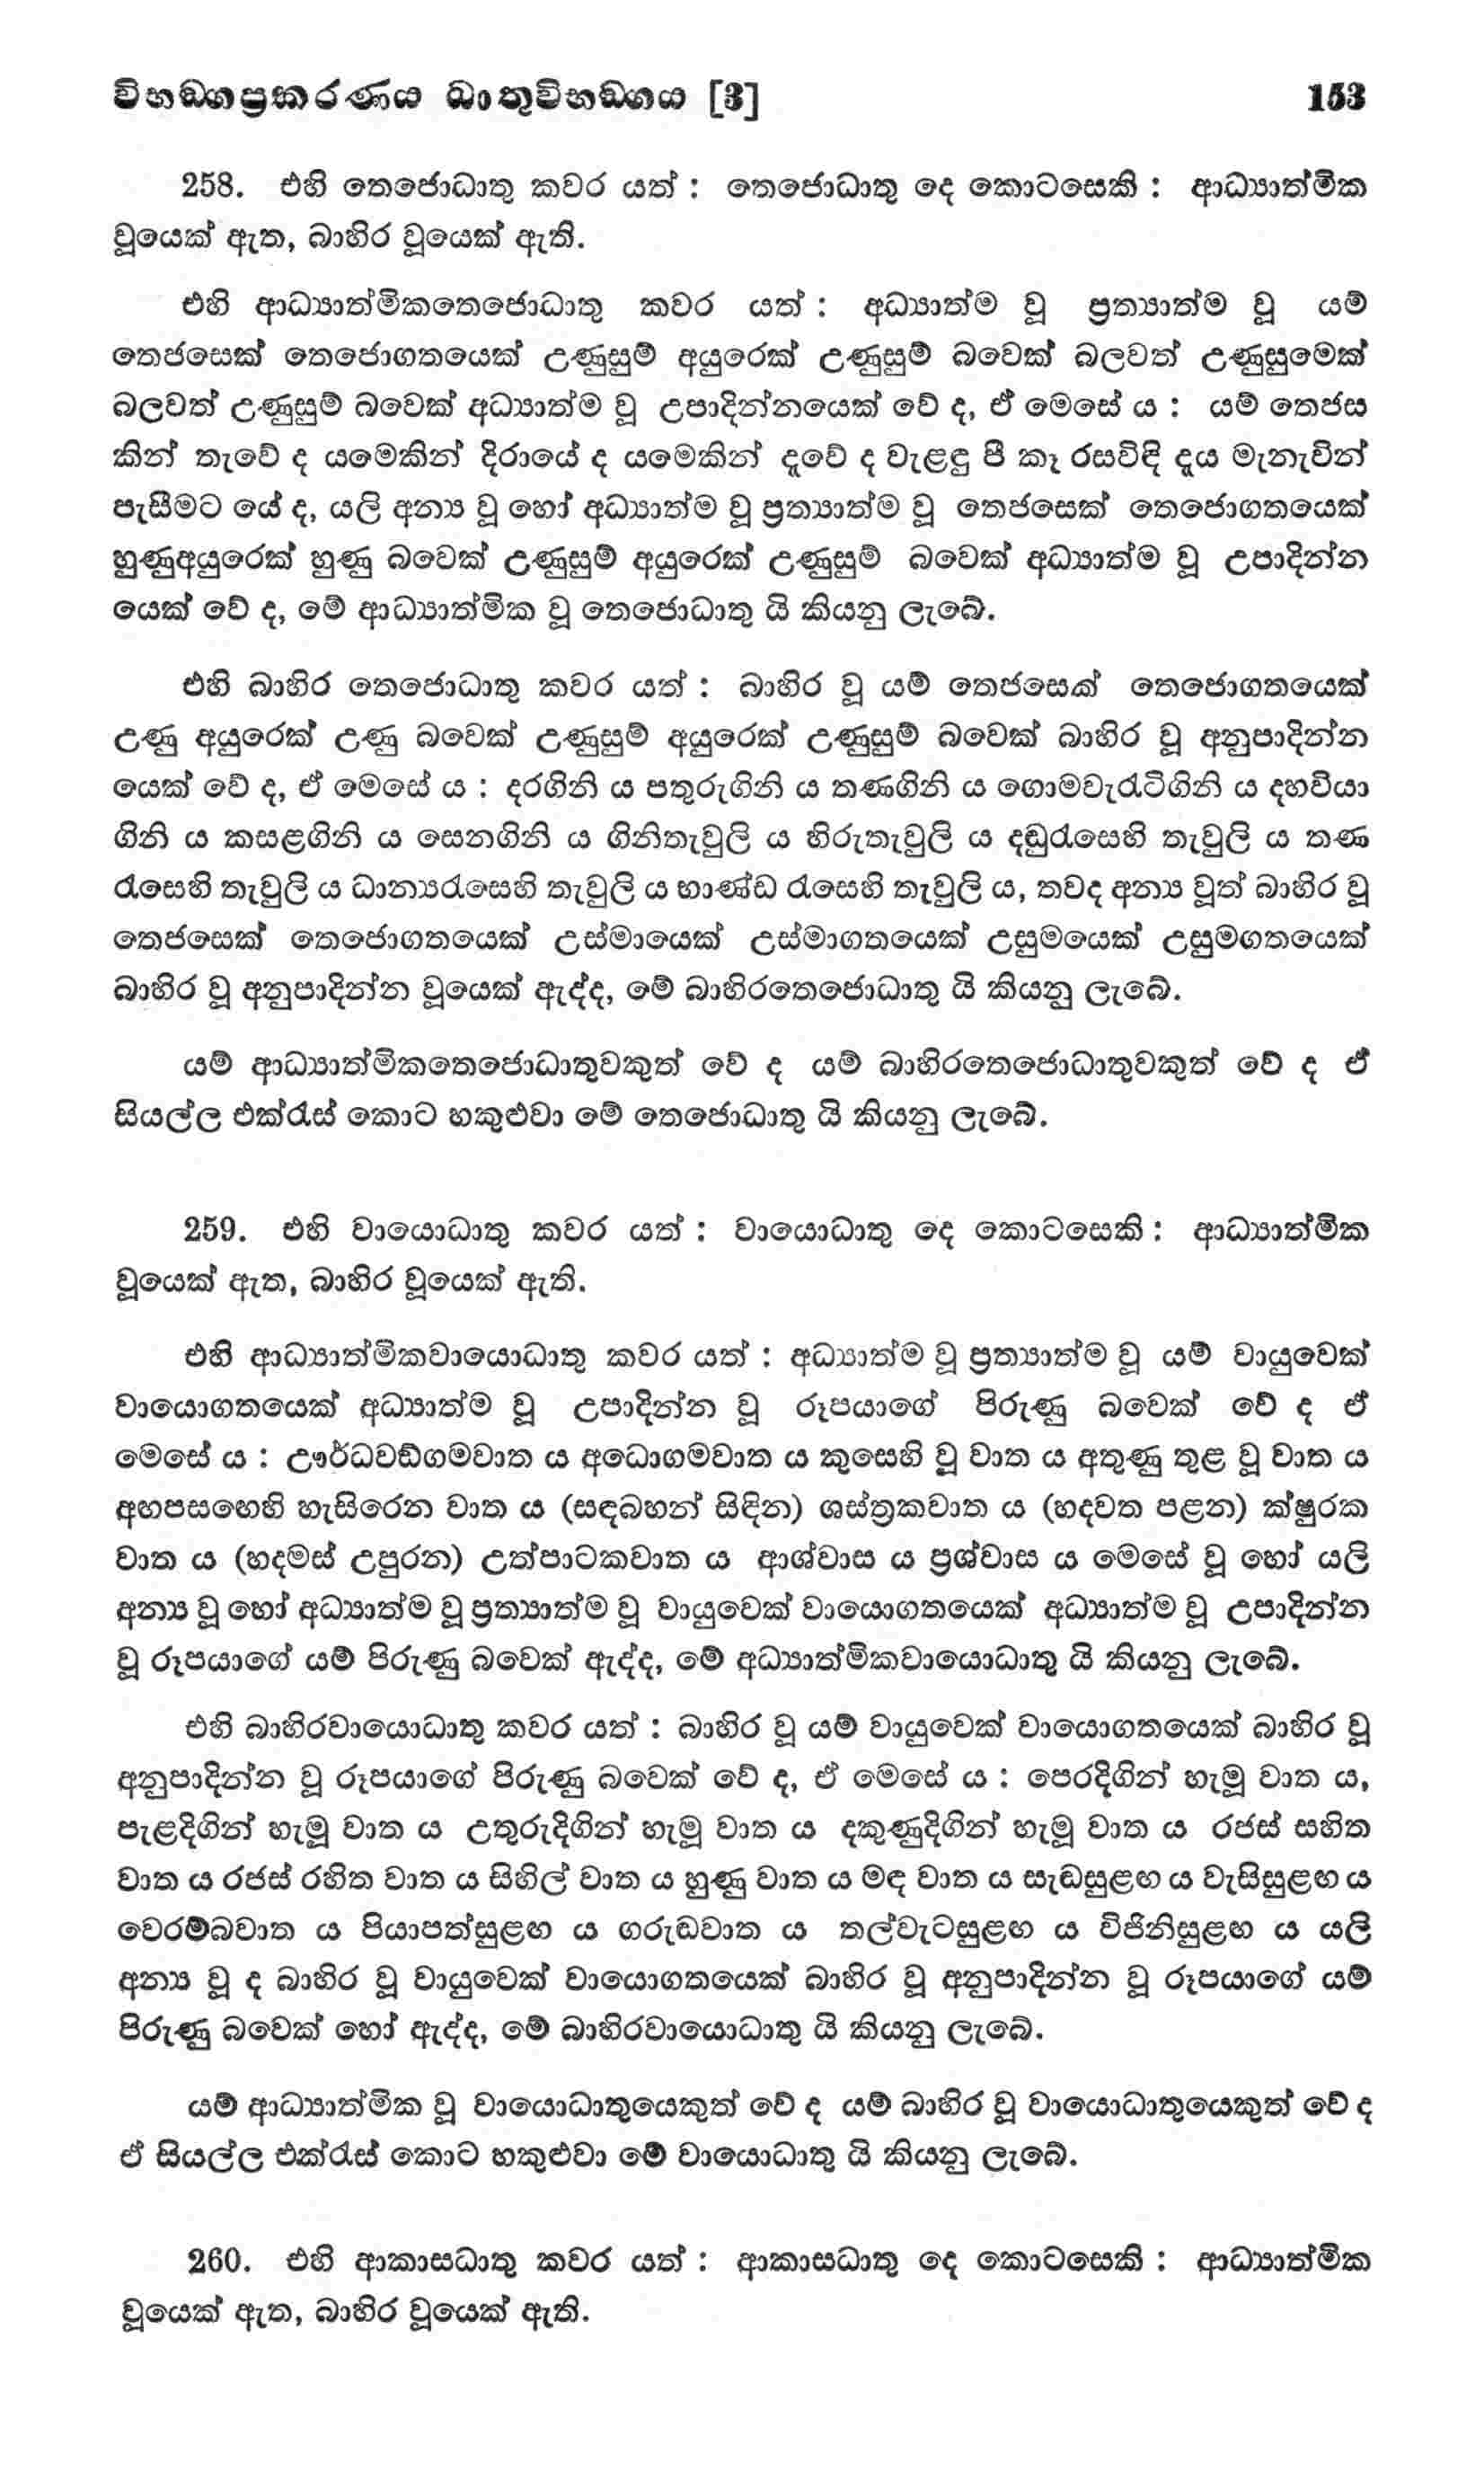 විභඞ්ගප්‍රකරණය ධාතුවිභඞ්ගය [3] 153
258. එහි තෙජොධාතු කවර යත් : තෙජොධාතු දෙ කොටසෙකි : ආධ්‍යාත්මික
වූයෙක් ඇත, බාහිර වූයෙක් ඇති.
එහි ආධ්‍යාත්මිකතෙජොධාතු කවර යත් : අධ්‍යාත්ම වූ ප්‍රත්‍යාත්ම වූ යම්
තෙජසෙක් තෙජොගතයෙක් උණුසුම් අයුරෙක් උණුසුම් බවෙක් බලවත් උණුසුමෙක්
බලවත් උණුසුම් බවෙක් අධ්‍යාත්ම වූ උපාදින්නයෙක් වේ ද, ඒ මෙසේ ය : යම් තෙජස
කින් තැවේ ද යමෙකින් දිරායේ ද යමෙකින් දැවේ ද වැළඳු පී කෑ රසවිඳි දැය මැනැවින්
පැසීමට යේ ද, යලි අන්‍ය වූ හෝ අධ්‍යාත්ම වූ ප්‍රත්‍යාත්ම වූ තෙජසෙක් තෙජොගතයෙක්
හුණුඅයුරෙක් හුණු බවෙක් උණුසුම් අයුරෙක් උණුසුම් බවෙක් අධ්‍යාත්ම වූ උපාදින්න
යෙක් වේ ද, මේ ආධ්‍යාත්මික වූ තෙජොධාතු යි කියනු ලැබේ.
එහි බාහිර තෙජොධාතු කවර යත් : බාහිර වූ යම් තෙජසෙක් තෙජොගතයෙක්
උණු අයුරෙක් උණු බවෙක් උණුසුම් අයුරෙක් උණුසුම් බවෙක් බාහිර වූ අනුපාදින්න
යෙක් වේ ද, ඒ මෙසේ ය : දරගිනි ය පතුරුගිනි ය තණගිනි ය ගොමවැරැටිගිනි ය දහවියා
ගිනි ය කසළගිනි ය සෙනගිනි ය ගිනිතැවුලි ය හිරුතැවුලි ය දඬුරැසෙහි තැවුලි ය තණ
රැසෙහි තැවුලි ය ධාන්‍යරැසෙහි තැවුලි ය භාණ්ඩ රැසෙහි තැවුලි ය, තවද අන්‍ය වූත් බාහිර වූ
තෙජසෙක් තෙජොගතයෙක් උස්මායෙක් උස්මාගතයෙක් උසුමයෙක් උසුමගතයෙක්
බාහිර වූ අනුපාදින්න වූයෙක් ඇද්ද, මේ බාහිරතෙජොධාතු යි කියනු ලැබේ.
යම් ආධ්‍යාත්මිකතෙජොධාතුවකුත් වේ ද යම් බාහිරතෙජොධාතුවකුත් වේ ද ඒ
සියල්ල එක්රැස් කොට හකුළුවා මේ තෙජොධාතු යි කියනු ලැබේ.
259. එහි වායොධාතු කවර යත් : වායොධාතු දෙ කොටසෙකි : ආධ්‍යාත්මික
වූයෙක් ඇත, බාහිර වූයෙක් ඇති.
එහි ආධ්‍යාත්මිකවායොධාතු කවර යත් : අධ්‍යාත්ම වූ ප්‍රත්‍යාත්ම වූ යම් වායුවෙක්
වායොගතයෙක් අධ්‍යාත්ම වූ උපාදින්න වූ රූපයාගේ පිරුණු බවෙක් වේ ද ඒ
මෙසේ ය : ඌර්ධවඞ්ගමවාත ය අධොගමවාත ය කුසෙහි වූ වාත ය අතුණු තුළ වූ වාත ය
අඟපසඟෙහි හැසිරෙන වාත ය (සඳබහන් සිඳින) ශස්ත්‍රකවාත ය (හදවත පළන) ක්ෂුරක
වාත ය (හදමස් උපුරන) උත්පාටකවාත ය ආශ්වාස ය ප්‍රශ්වාස ය මෙසේ වූ හෝ යලි
අන්‍ය වූ හෝ අධ්‍යාත්ම වූ ප්‍රත්‍යාත්ම වූ වායුවෙක් වායොගතයෙක් අධ්‍යාත්ම වූ උපාදින්න
වූ රූපයාගේ යම් පිරුණු බවෙක් ඇද්ද, මේ අධ්‍යාත්මිකවායොධාතු යි කියනු ලැබේ.
එහි බාහිරවායොධාතු කවර යත් : බාහිර වූ යම් වායුවෙක් වායොගතයෙක් බාහිර වූ
අනුපාදින්න වූ රූපයාගේ පිරුණු බවෙක් වේ ද, ඒ මෙසේ ය : පෙරදිගින් හැමූ වාත ය,
පැළදිගින් හැමූ වාත ය උතුරුදිගින් හැමූ වාත ය දකුණුදිගින් හැමූ වාත ය රජස් සහිත
වාත ය රජස් රහිත වාත ය සිහිල් වාත ය හුණු වාත ය මඳ වාත ය සැඬසුළඟ ය වැසිසුළඟ ය
වෙරම්බවාත ය පියාපත්සුළඟ ය ගරුඬවාත ය තල්වැටසුළඟ ය විජිනිසුළඟ ය යලි
අන්‍ය වූ ද බාහිර වූ වායුවෙක් වායොගතයෙක් බාහිර වූ අනුපාදින්න වූ රූපයාගේ යම්
පිරුණු බවෙක් හෝ ඇද්ද, මේ බාහිරවායොධාතු යි කියනු ලැබේ.
යම් ආධ්‍යාත්මික වූ වායොධාතුයෙකුත් වේ ද යම් බාහිර වූ වායොධාතුයෙකුත් වේ ද
ඒ සියල්ල එක්රැස් කොට හකුළුවා මේ වායොධාතු යි කියනු ලැබේ.
260. එහි ආකාසධාතු කවර යත් : ආකාසධාතු දෙ කොටසෙකි : ආධ්‍යාත්මික
වූයෙක් ඇත, බාහිර වූයෙක් ඇති.